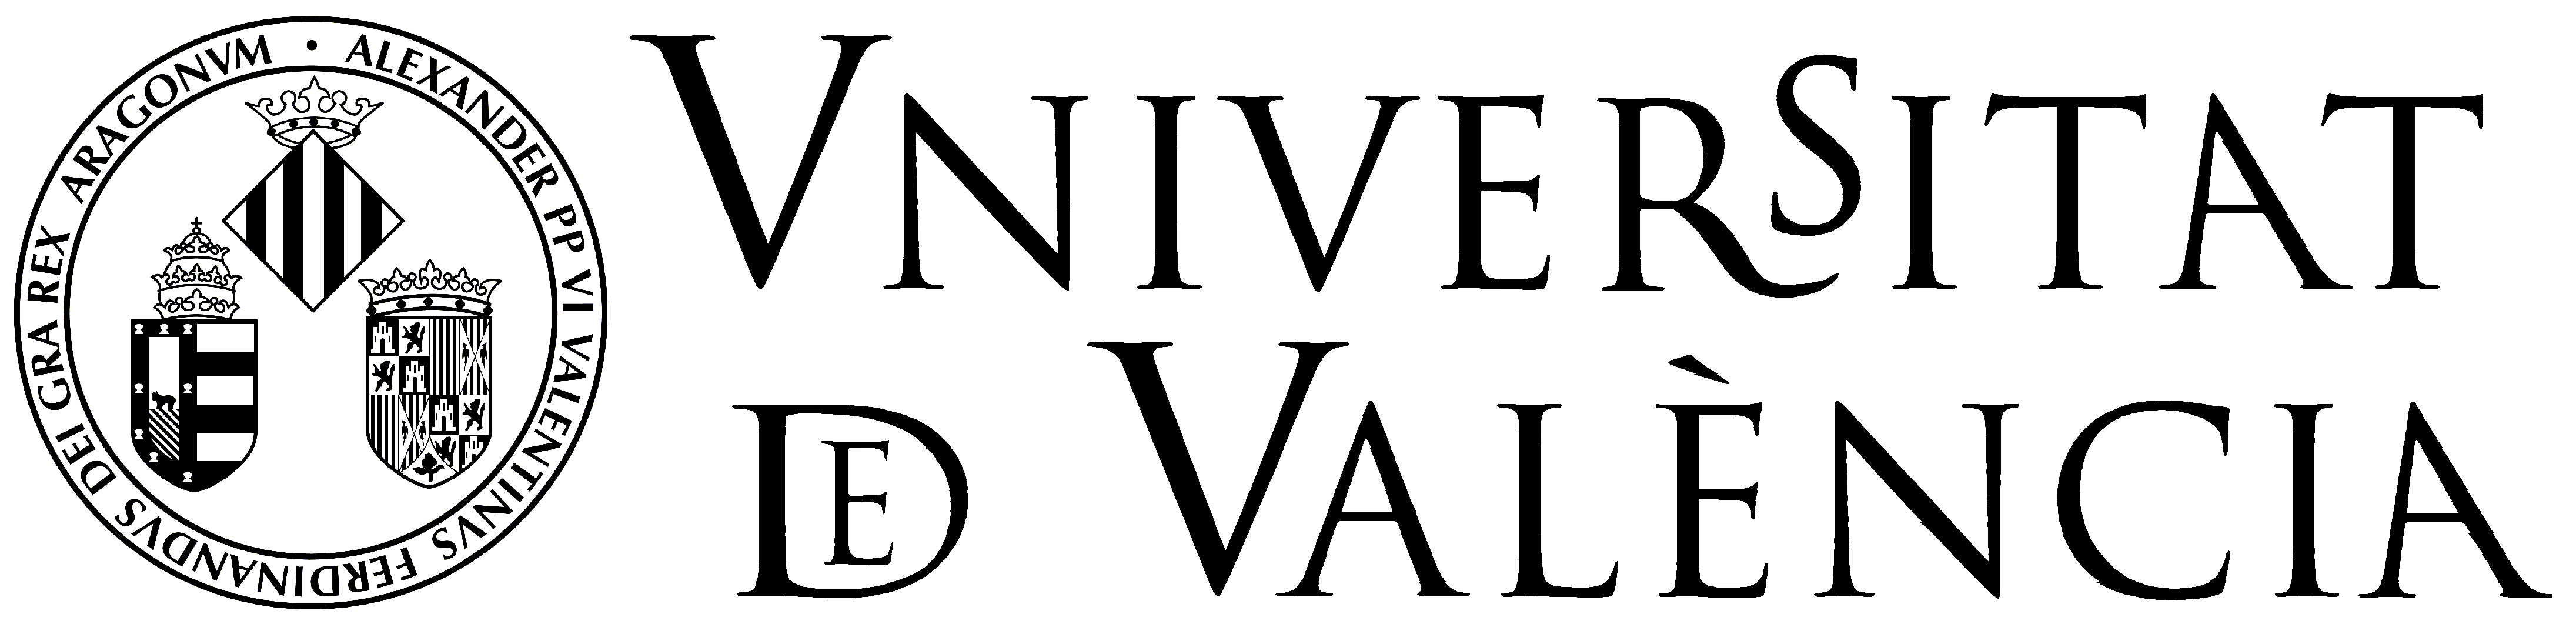 · ALEXANDER PP VI VALENTINVS FERDINANDVS DEI GRA REX ARAGONVM
VNIVERSITAT
DE VALÈNCIA